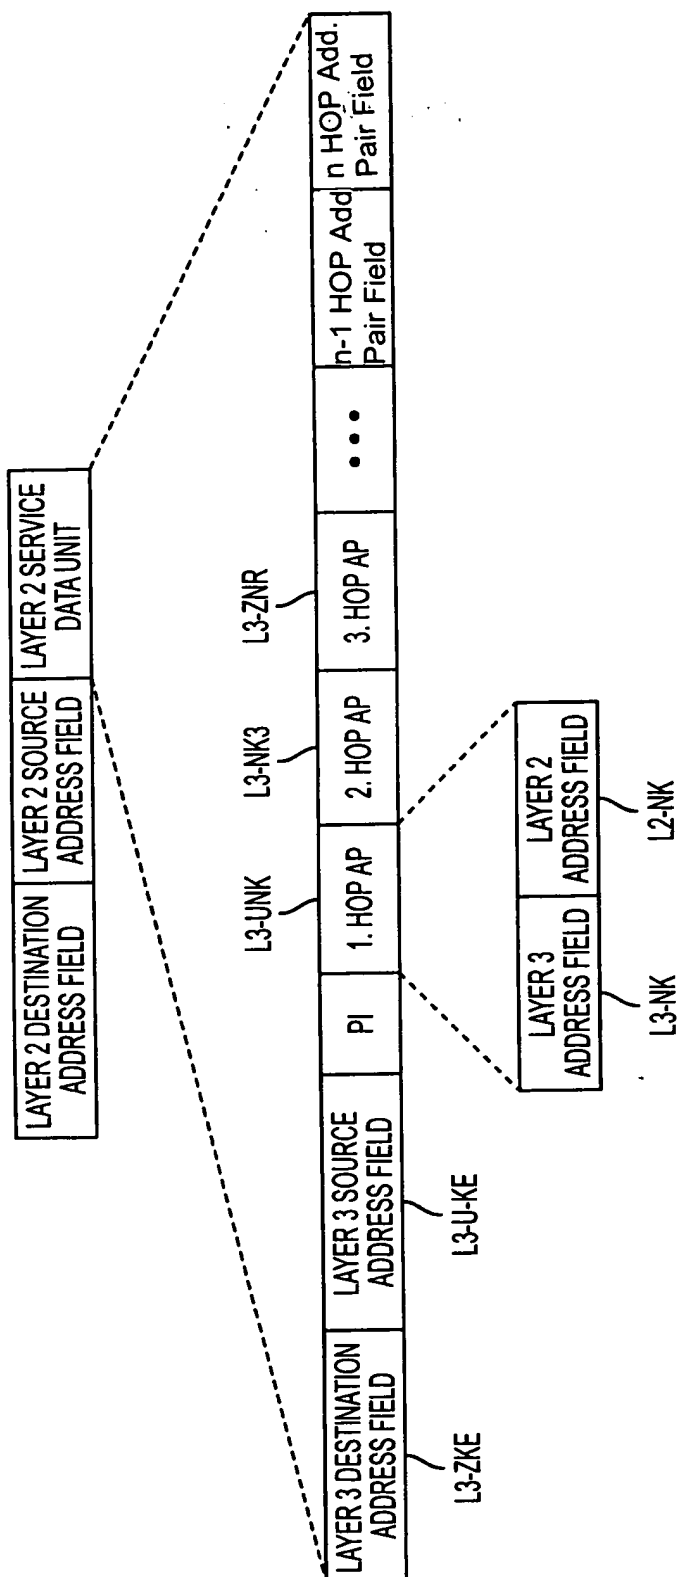 LAYER 2 DESTINATION
ADDRESS FIELD
LAYER 2 SOURCE
ADDRESS FIELD
LAYER 2 SERVICE
DATA UNIT
L3-UNK
L3-NK3
L3-ZNR
LAYER 3 DESTINATION
ADDRESS FIELD
LAYER 3 SOURCE
ADDRESS FIELD
PI
1. HOP AP
2. HOP AP
3. HOP AP
•••
n-1 HOP Add
Pair Field
n HOP Add.
Pair Field
L3-ZKE
L3-U-KE
LAYER 3
ADDRESS FIELD
LAYER 2
ADDRESS FIELD
L3-NK
L2-NK